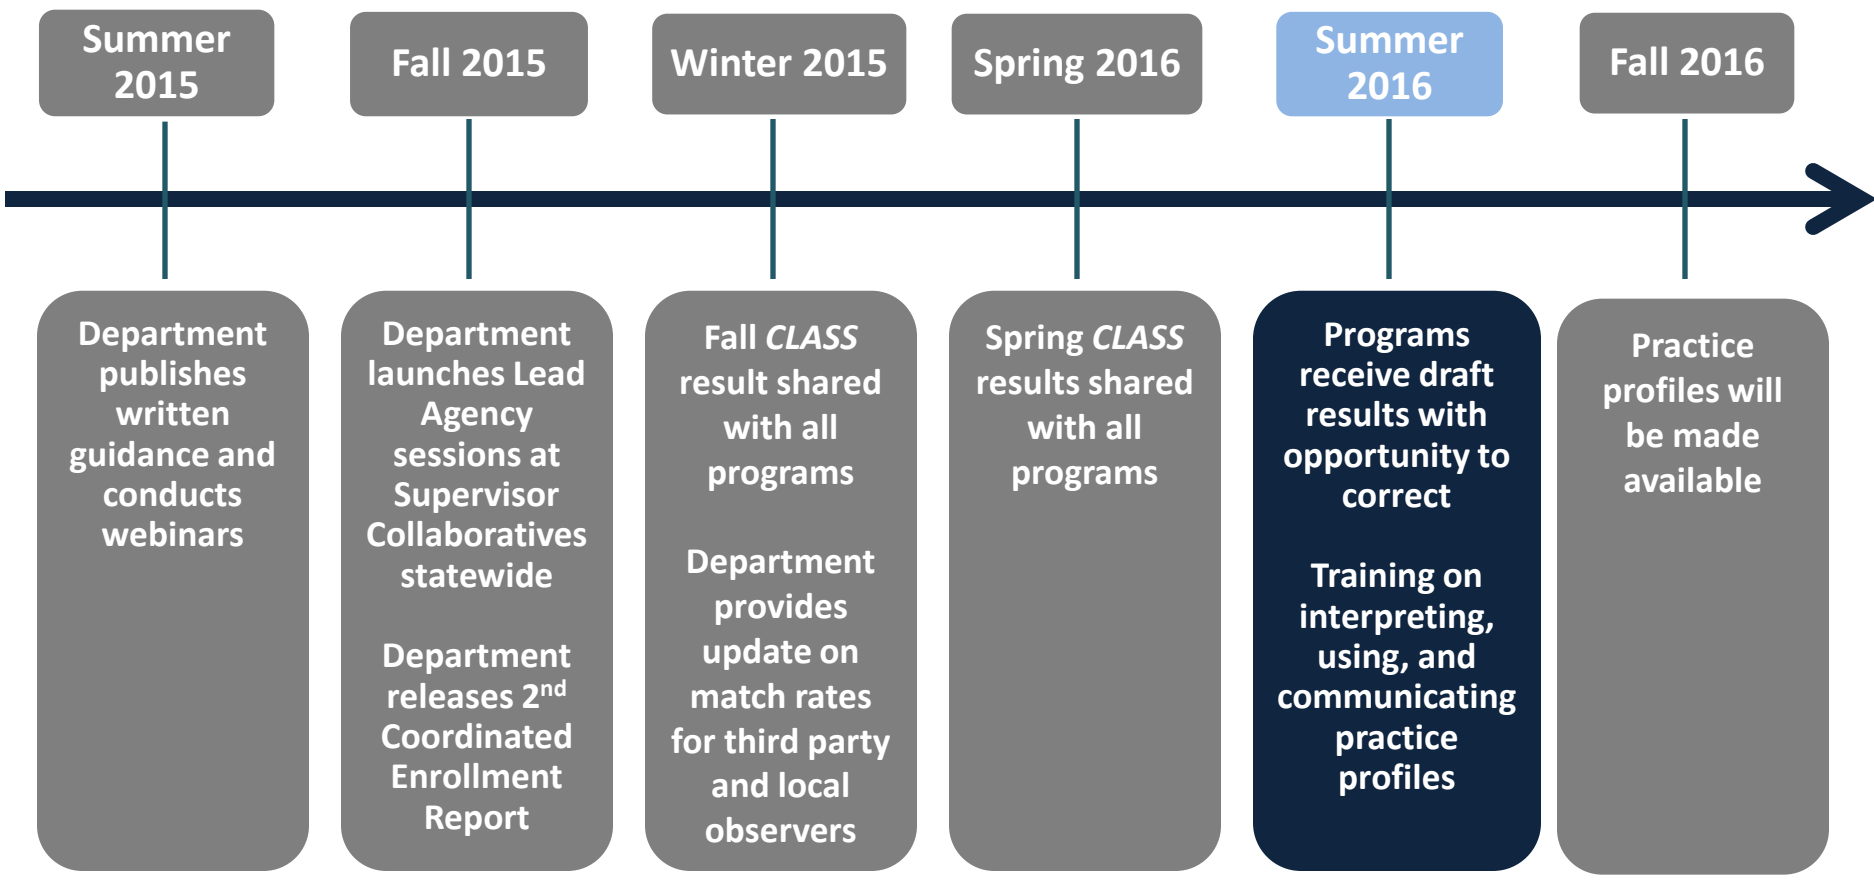 Summer
2015
Fall 2015
Winter 2015
Spring 2016
Summer
2016
Fall 2016
Department
publishes
written
guidance and
conducts
webinars
Department
launches Lead
Agency
sessions at
Supervisor
Collaboratives
statewide
Department
releases 2nd
Coordinated
Enrollment
Report
Fall CLASS
result shared
with all
programs
Department
provides
update on
match rates
for third party
and local
observers
Spring CLASS
results shared
with all
programs
Programs
receive draft
results with
opportunity to
correct
Training on
interpreting,
using, and
communicating
practice
profiles
Practice
profiles will
be made
available